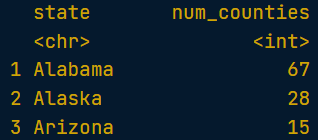 state num_counties
<chr> <int>
1 Alabama 67
2 Alaska 28
3 Arizona 15